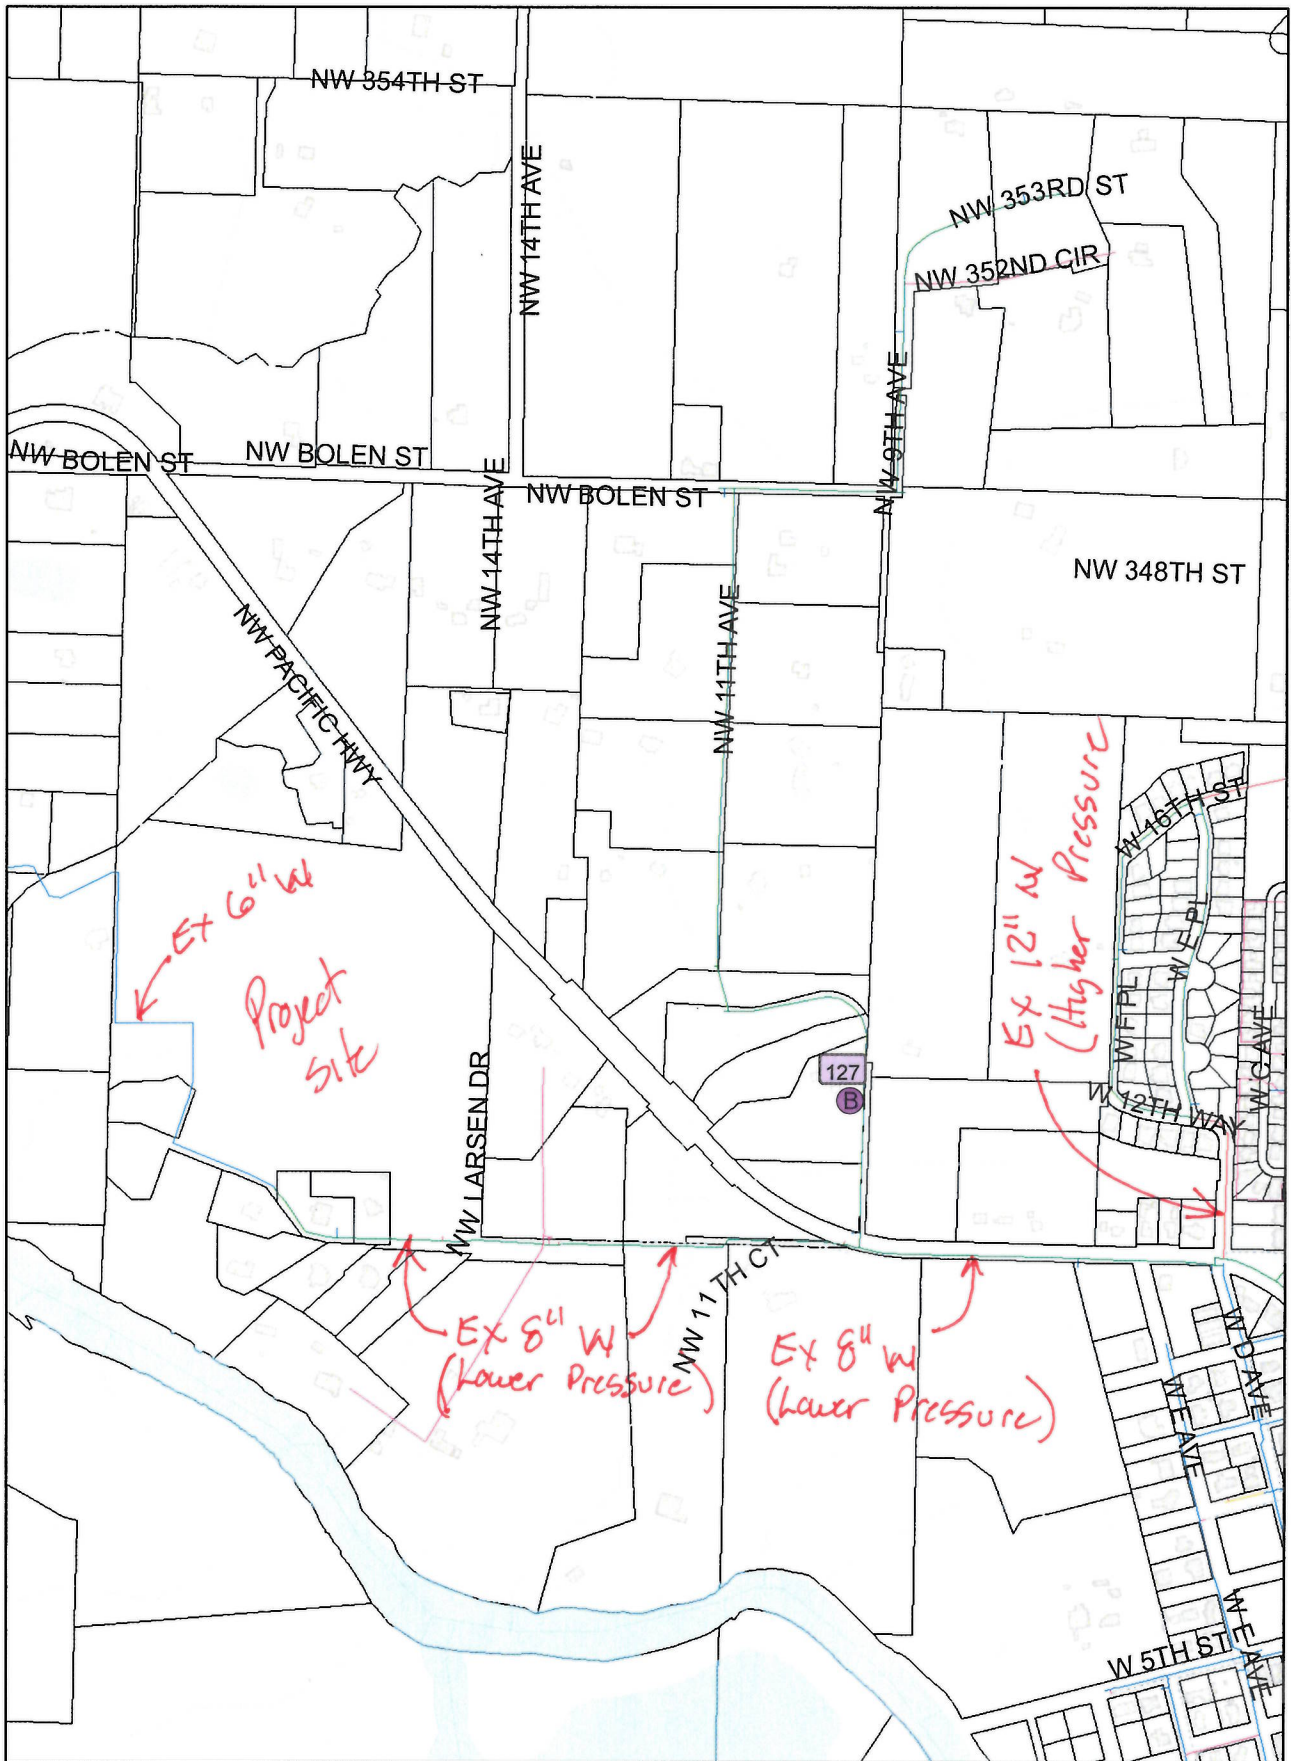 NW 354TH ST
NW 14TH AVE
NW 353RD ST
NW 352ND CIR
NW 9TH AVE
NW BOLEN ST
NW BOLEN ST
NW BOLEN ST
NW 14TH AVE
NW 348TH ST
NW 11TH AVE
NW PACIFIC HWY
W 16TH ST
W E PL
W F PL
W C AVE
W 12TH WAY
Ex 12" W
(Higher Pressure
Ex 6" W
Project
Site
127
B
NW LARSEN DR
NW 11TH CT
Ex 8" W
(Lower Pressure)
Ex 8" W
(Lower Pressure)
W D AVE
W E AVE
W E AVE
W 5TH ST